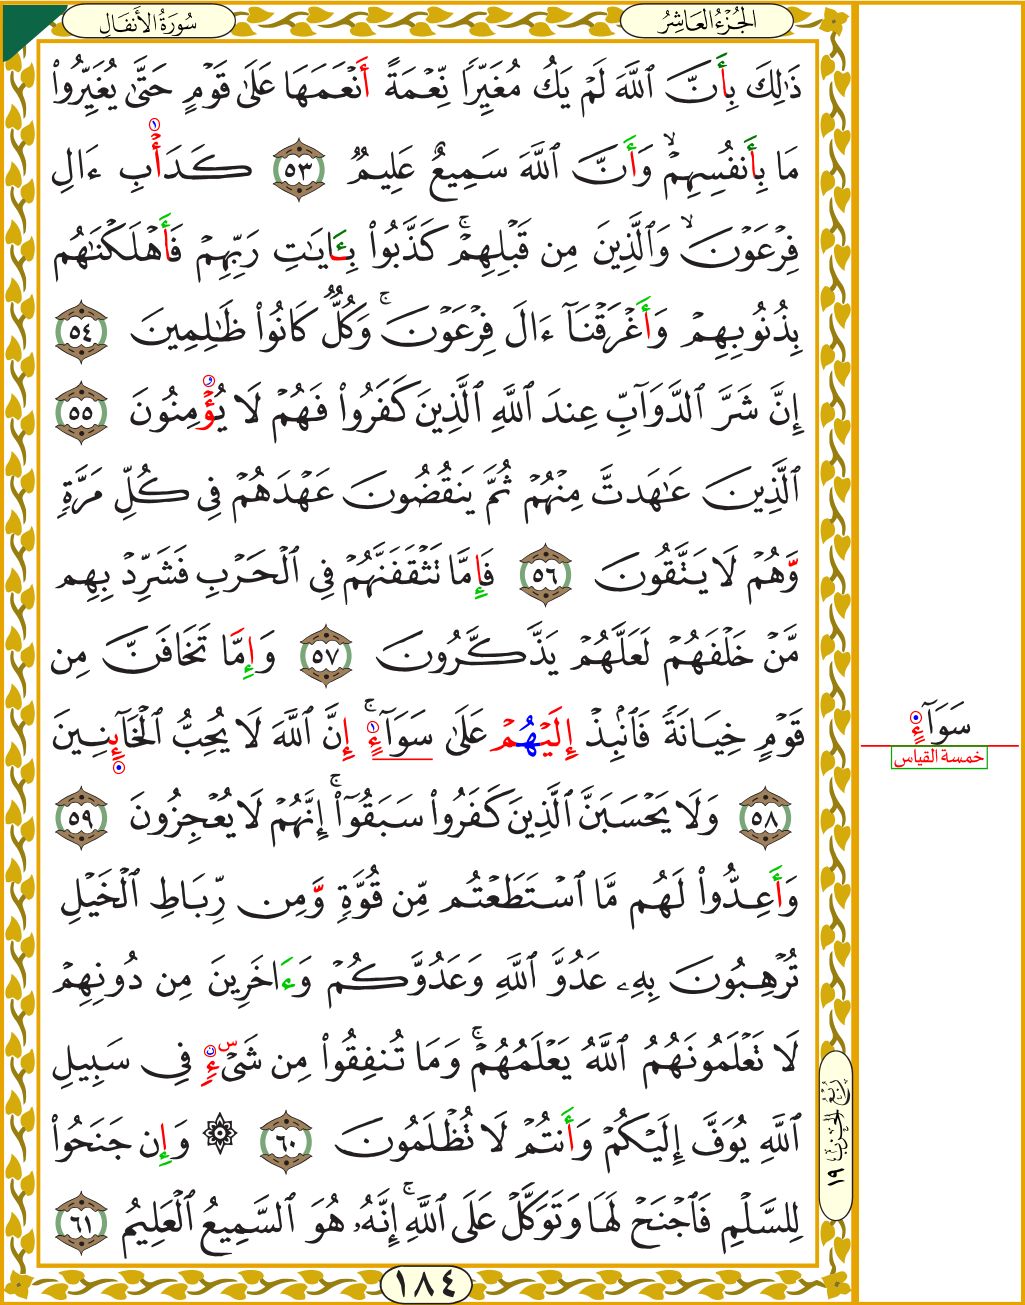 سُورَةُ الأَنفَال
الجُزْءُ العَاشِرُ
ذَٰلِكَ بِأَنَّ ٱللَّهَ لَمْ يَكُ مُغَيِّرٗا نِّعْمَةً أَنْعَمَهَا عَلَىٰ قَوْمٍ حَتَّىٰ يُغَيِّرُواْ
مَا بِأَنفُسِهِمْۙ وَأَنَّ ٱللَّهَ سَمِيعٌ عَلِيمٞ ٥٣ كَدَأْبِ ءَالِ
فِرْعَوْنَۙ وَٱلَّذِينَ مِن قَبْلِهِمْۚ كَذَّبُواْ بِـَٔايَٰتِ رَبِّهِمْ فَأَهْلَكْنَٰهُم
بِذُنُوبِهِمْ وَأَغْرَقْنَآ ءَالَ فِرْعَوْنَۚ وَكُلّٞ كَانُواْ ظَٰلِمِينَ ٥٤
إِنَّ شَرَّ ٱلدَّوَآبِّ عِندَ ٱللَّهِ ٱلَّذِينَ كَفَرُواْ فَهُمْ لَا يُؤْمِنُونَ ٥٥
ٱلَّذِينَ عَٰهَدتَّ مِنْهُمْ ثُمَّ يَنقُضُونَ عَهْدَهُمْ فِي كُلِّ مَرَّةٖ
وَّهُمْ لَا يَتَّقُونَ ٥٦ فَإِمَّا تَثْقَفَنَّهُمْ فِي ٱلْحَرْبِ فَشَرِّدْ بِهِم
مَّنْ خَلْفَهُمْ لَعَلَّهُمْ يَذَّكَّرُونَ ٥٧ وَإِمَّا تَخَافَنَّ مِن
قَوْمٍ خِيَانَةٗ فَٱنۢبِذْ إِلَيْهُمْ عَلَىٰ سَوَآءٍۚ إِنَّ ٱللَّهَ لَا يُحِبُّ ٱلْخَآئِنِينَ
٥٨ وَلَا يَحْسَبَنَّ ٱلَّذِينَ كَفَرُواْ سَبَقُوٓاْۚ إِنَّهُمْ لَا يُعْجِزُونَ ٥٩
وَأَعِدُّواْ لَهُم مَّا ٱسْتَطَعْتُم مِّن قُوَّةٖ وَّمِن رِّبَاطِ ٱلْخَيْلِ
تُرْهِبُونَ بِهِۦ عَدُوَّ ٱللَّهِ وَعَدُوَّكُمْ وَءَاخَرِينَ مِن دُونِهِمْ
لَا تَعْلَمُونَهُمُ ٱللَّهُ يَعْلَمُهُمْۚ وَمَا تُنفِقُواْ مِن شَيْءٖ فِي سَبِيلِ
ٱللَّهِ يُوَفَّ إِلَيْكُمْ وَأَنتُمْ لَا تُظْلَمُونَ ٦٠ ۞ وَإِن جَنَحُواْ
لِلسَّلْمِ فَٱجْنَحْ لَهَا وَتَوَكَّلْ عَلَى ٱللَّهِۚ إِنَّهُۥ هُوَ ٱلسَّمِيعُ ٱلْعَلِيمُ ٦١
سَوَآءٍ
خمسة القياس
رُبْعُ الحِزْبِ ١٩
١٨٤